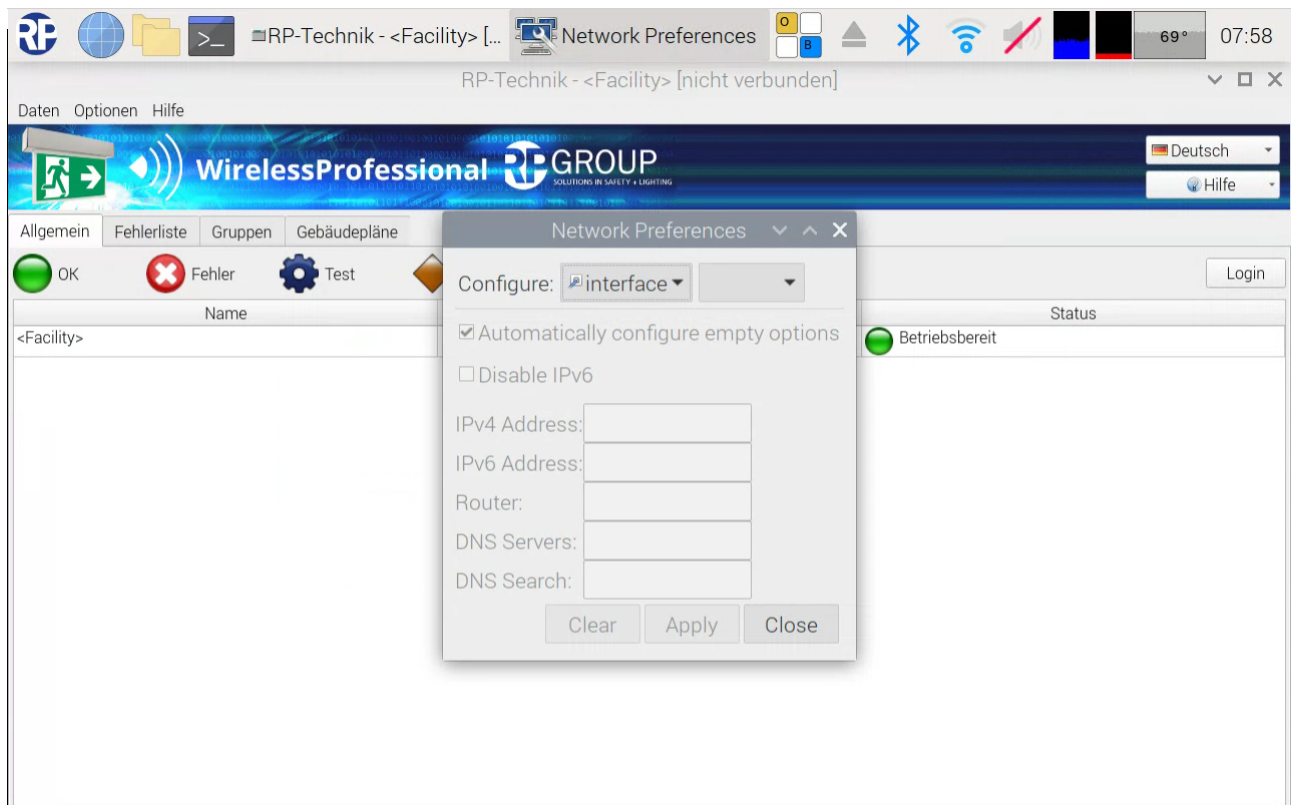 RP >_ RP-Technik - <Facility> [... Network Preferences O B 69° 07:58
RP-Technik - <Facility> [nicht verbunden]
Daten Optionen Hilfe
WirelessProfessional RP GROUP
SOLUTIONS IN SAFETY + LIGHTING
Deutsch
Hilfe
Allgemein Fehlerliste Gruppen Gebäudepläne
OK Fehler Test
Login
Name Status
<Facility> Betriebsbereit
Network Preferences
Configure: interface
Automatically configure empty options
Disable IPv6
IPv4 Address:
IPv6 Address:
Router:
DNS Servers:
DNS Search:
Clear Apply Close